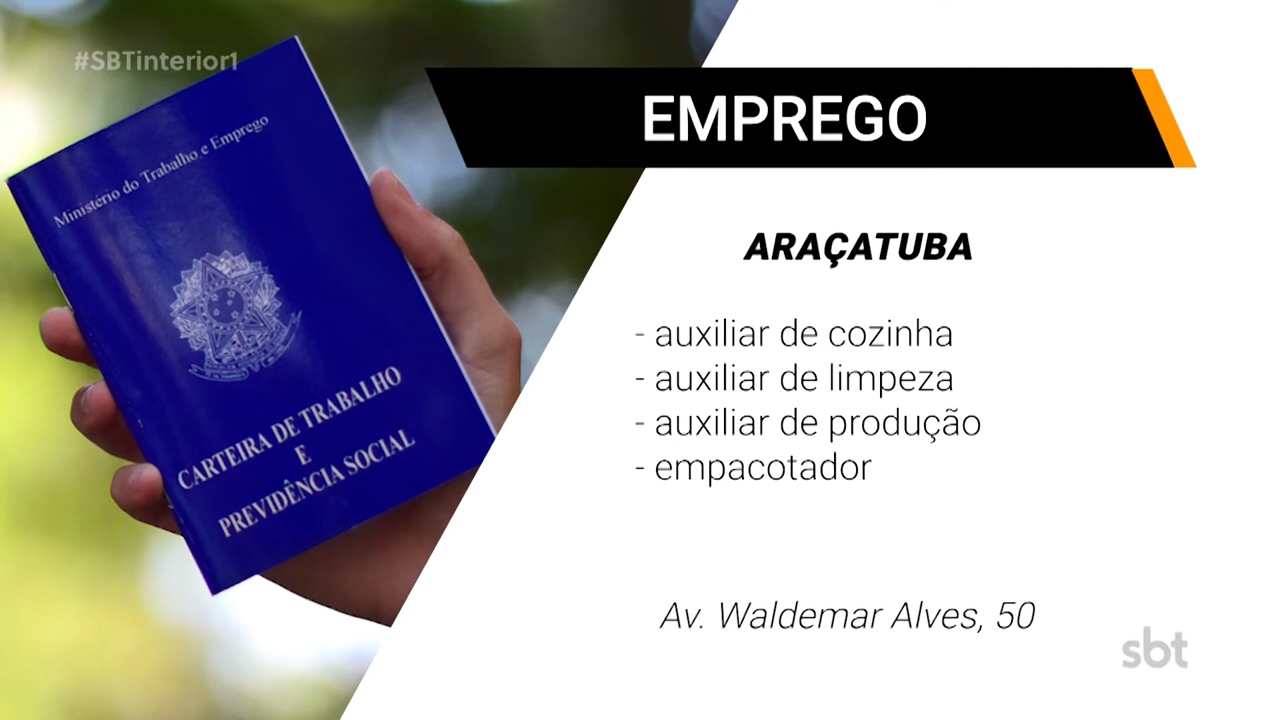 #SBTinterior1
EMPREGO
Ministério do Trabalho e Emprego
CARTEIRA DE TRABALHO
E
PREVIDÊNCIA SOCIAL
ARAÇATUBA
- auxiliar de cozinha
- auxiliar de limpeza
- auxiliar de produção
- empacotador
Av. Waldemar Alves, 50
sbt